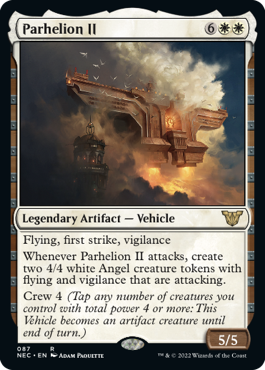 Parhelion II 6
Legendary Artifact — Vehicle
Flying, first strike, vigilance
Whenever Parhelion II attacks, create
two 4/4 white Angel creature tokens with
flying and vigilance that are attacking.
Crew 4 (Tap any number of creatures you
control with total power 4 or more: This
Vehicle becomes an artifact creature until
end of turn.)
5/5
087 R
NEC • EN ADAM PAQUETTE ™ & © 2022 Wizards of the Coast